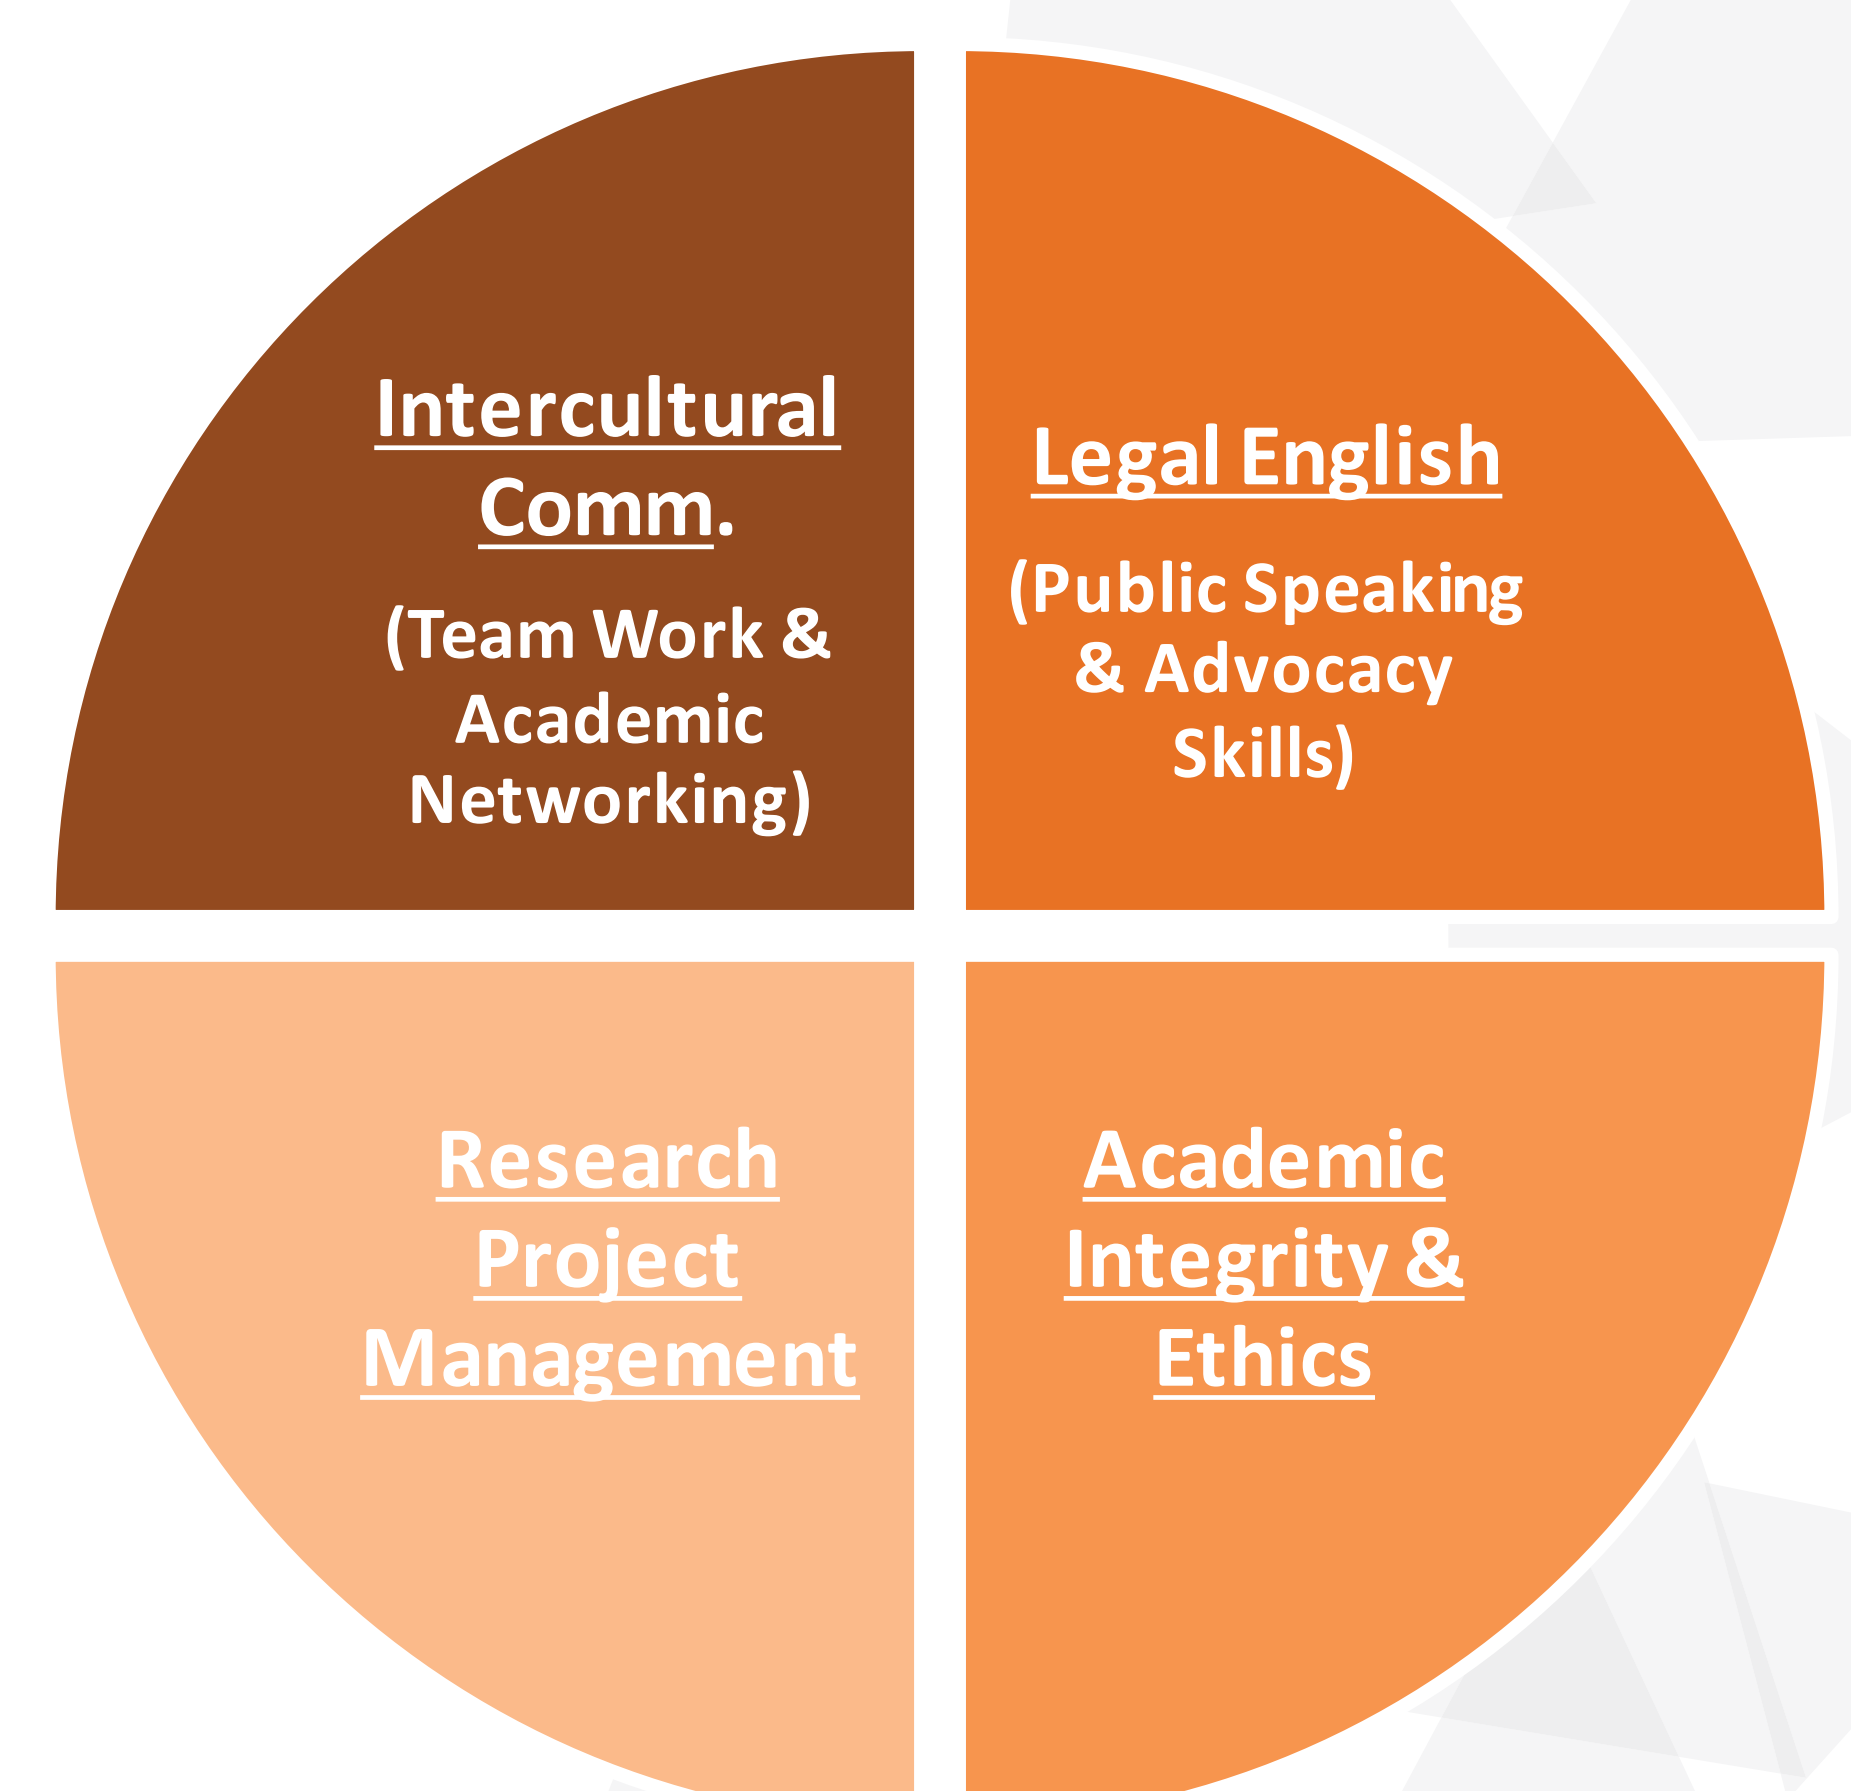 Intercultural
Comm.
(Team Work &
Academic
Networking)
Legal English
(Public Speaking
& Advocacy
Skills)
Research
Project
Management
Academic
Integrity &
Ethics